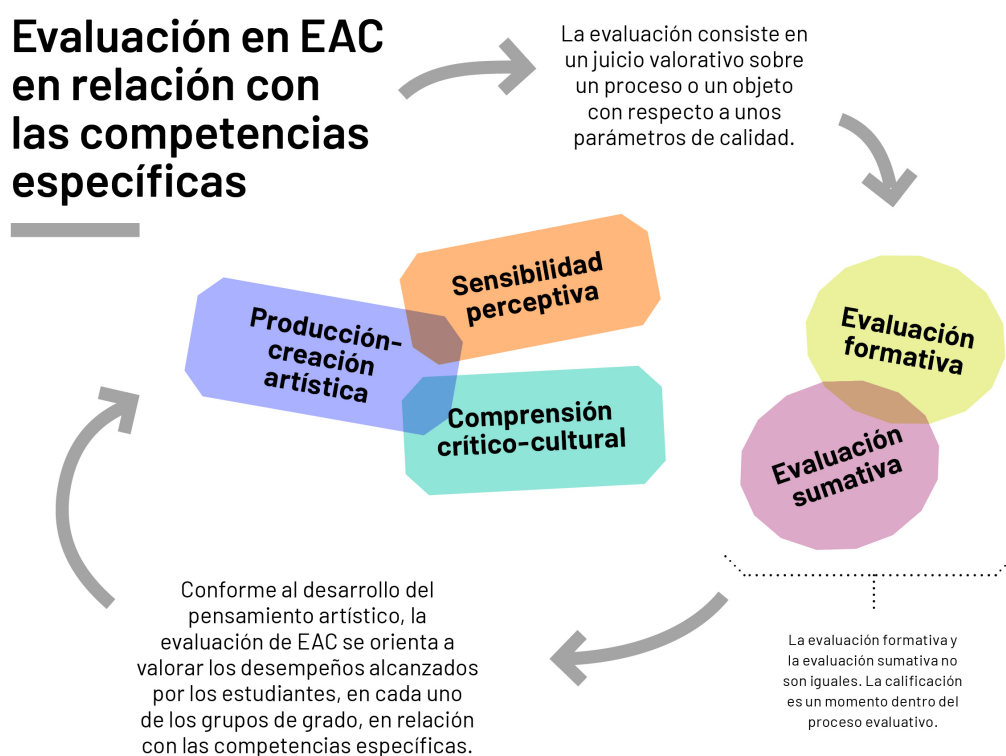 Evaluación en EAC
en relación con
las competencias
específicas
La evaluación consiste en
un juicio valorativo sobre
un proceso o un objeto
con respecto a unos
parámetros de calidad.
Evaluación
formativa
Evaluación
sumativa
La evaluación formativa y
la evaluación sumativa no
son iguales. La calificación
es un momento dentro del
proceso evaluativo.
Conforme al desarrollo del
pensamiento artístico, la
evaluación de EAC se orienta a
valorar los desempeños alcanzados
por los estudiantes, en cada uno
de los grupos de grado, en relación
con las competencias específicas.
Producción-
creación
artística
Sensibilidad
perceptiva
Comprensión
crítico-cultural